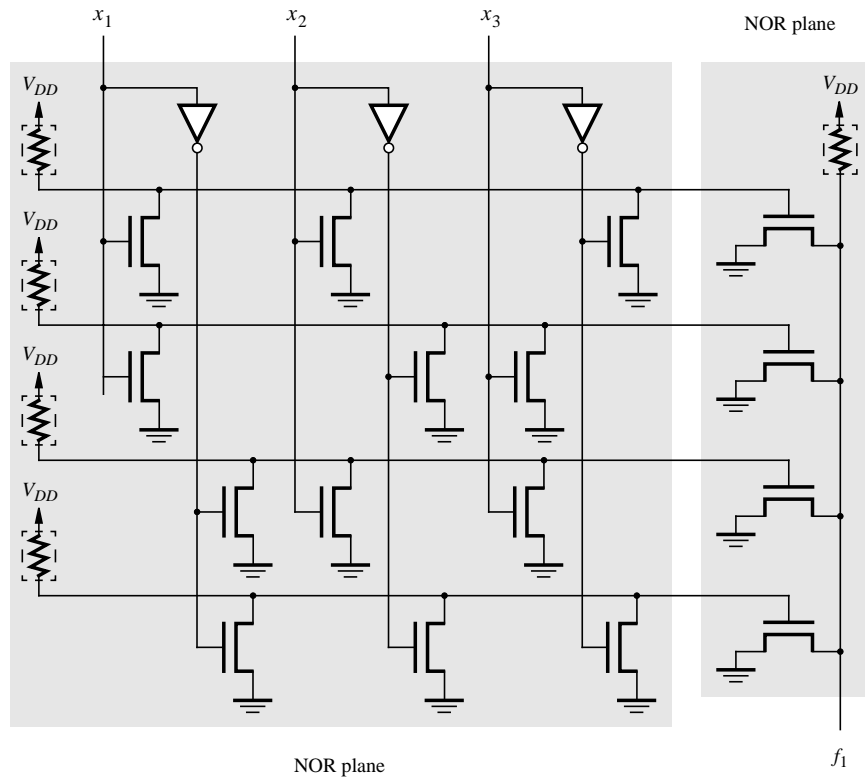 x1 x2 x3
NOR plane
VDD VDD
VDD
VDD
VDD
NOR plane
f1